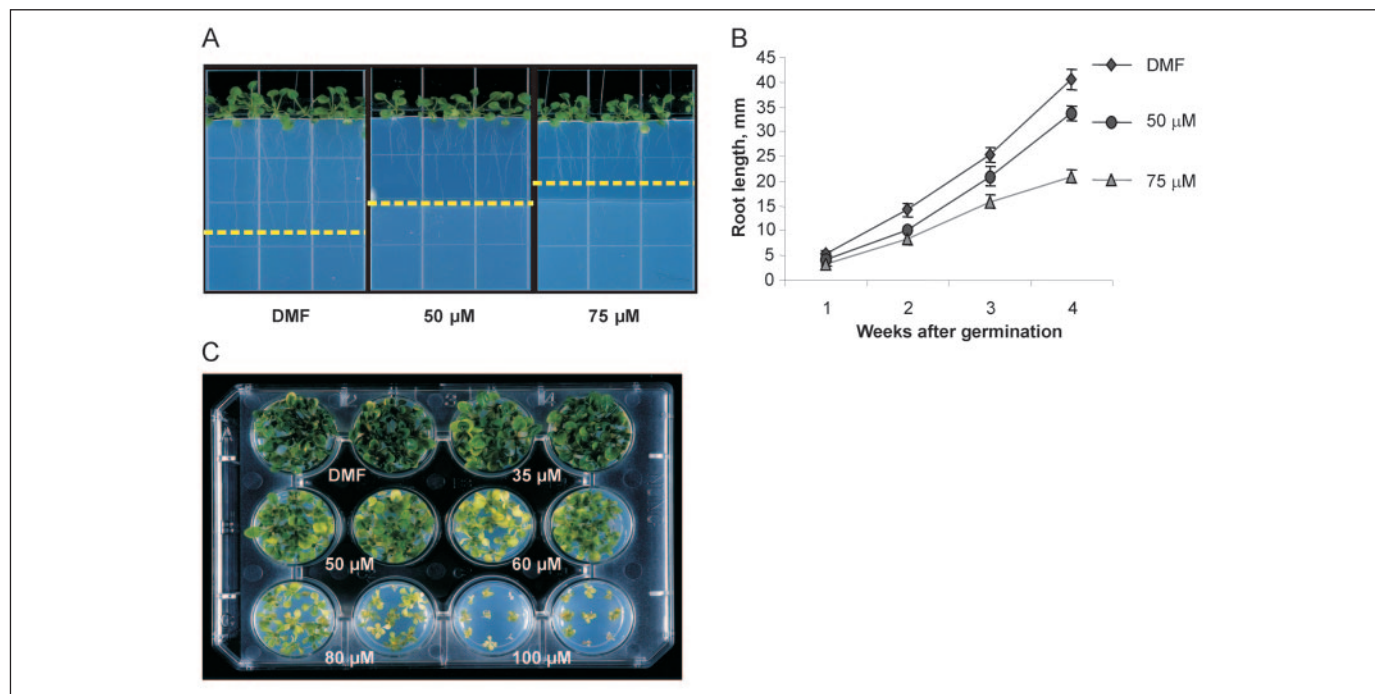 A
DMF
50 μM
75 μM
B
45
40
35
30
25
20
15
10
5
0
Root length, mm
1 2 3 4
Weeks after germination
DMF
50 μM
75 μM
C
DMF
35 μM
50 μM
60 μM
80 μM
100 μM